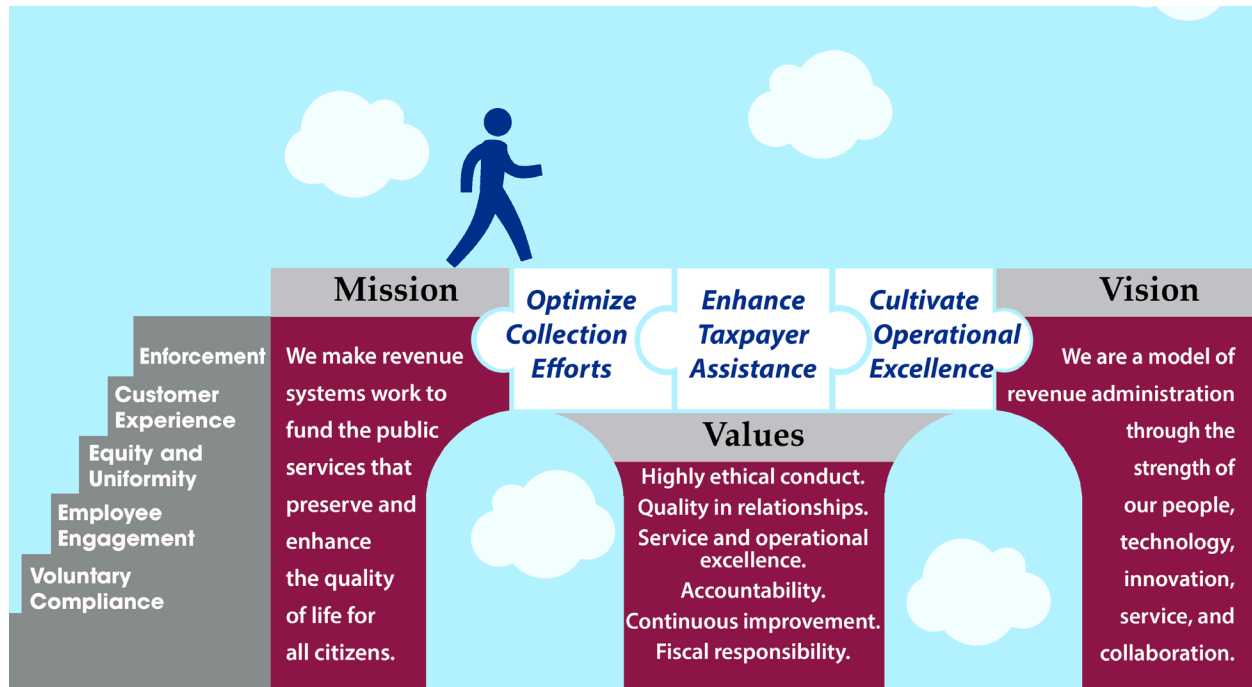 Enforcement
Customer
Experience
Equity and
Uniformity
Employee
Engagement
Voluntary
Compliance
Mission
We make revenue
systems work to
fund the public
services that
preserve and
enhance
the quality
of life for
all citizens.
Optimize
Collection
Efforts
Enhance
Taxpayer
Assistance
Cultivate
Operational
Excellence
Values
Highly ethical conduct.
Quality in relationships.
Service and operational
excellence.
Accountability.
Continuous improvement.
Fiscal responsibility.
Vision
We are a model of
revenue administration
through the
strength of
our people,
technology,
innovation,
service, and
collaboration.